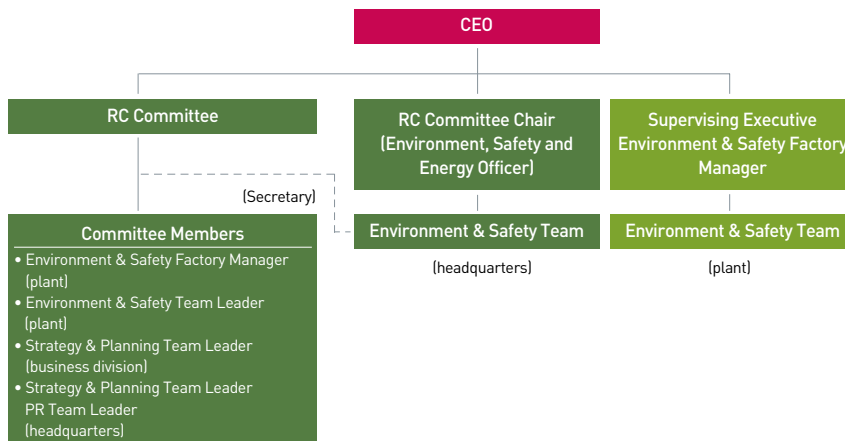 CEO
RC Committee
RC Committee Chair
(Environment, Safety and
Energy Officer)
Supervising Executive
Environment & Safety Factory
Manager
(Secretary)
Committee Members
• Environment & Safety Factory Manager
(plant)
• Environment & Safety Team Leader
(plant)
• Strategy & Planning Team Leader
(business division)
• Strategy & Planning Team Leader
PR Team Leader
(headquarters)
Environment & Safety Team
(headquarters)
Environment & Safety Team
(plant)